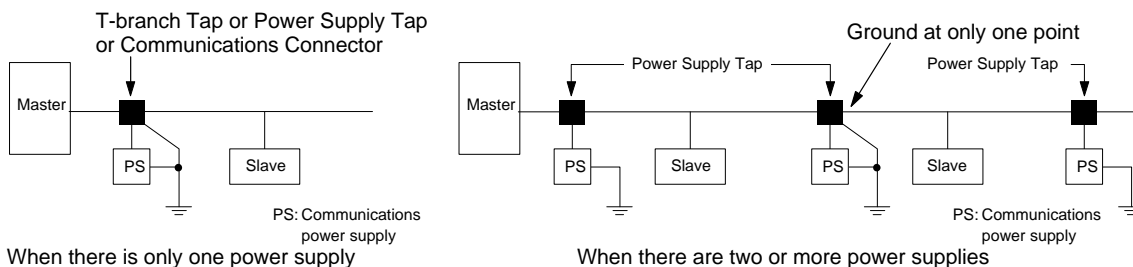 T-branch Tap or Power Supply Tap
or Communications Connector
Master
PS
Slave
PS: Communications
power supply
When there is only one power supply
Ground at only one point
Power Supply Tap
Power Supply Tap
Master
PS
Slave
PS
Slave
PS
PS: Communications
power supply
When there are two or more power supplies